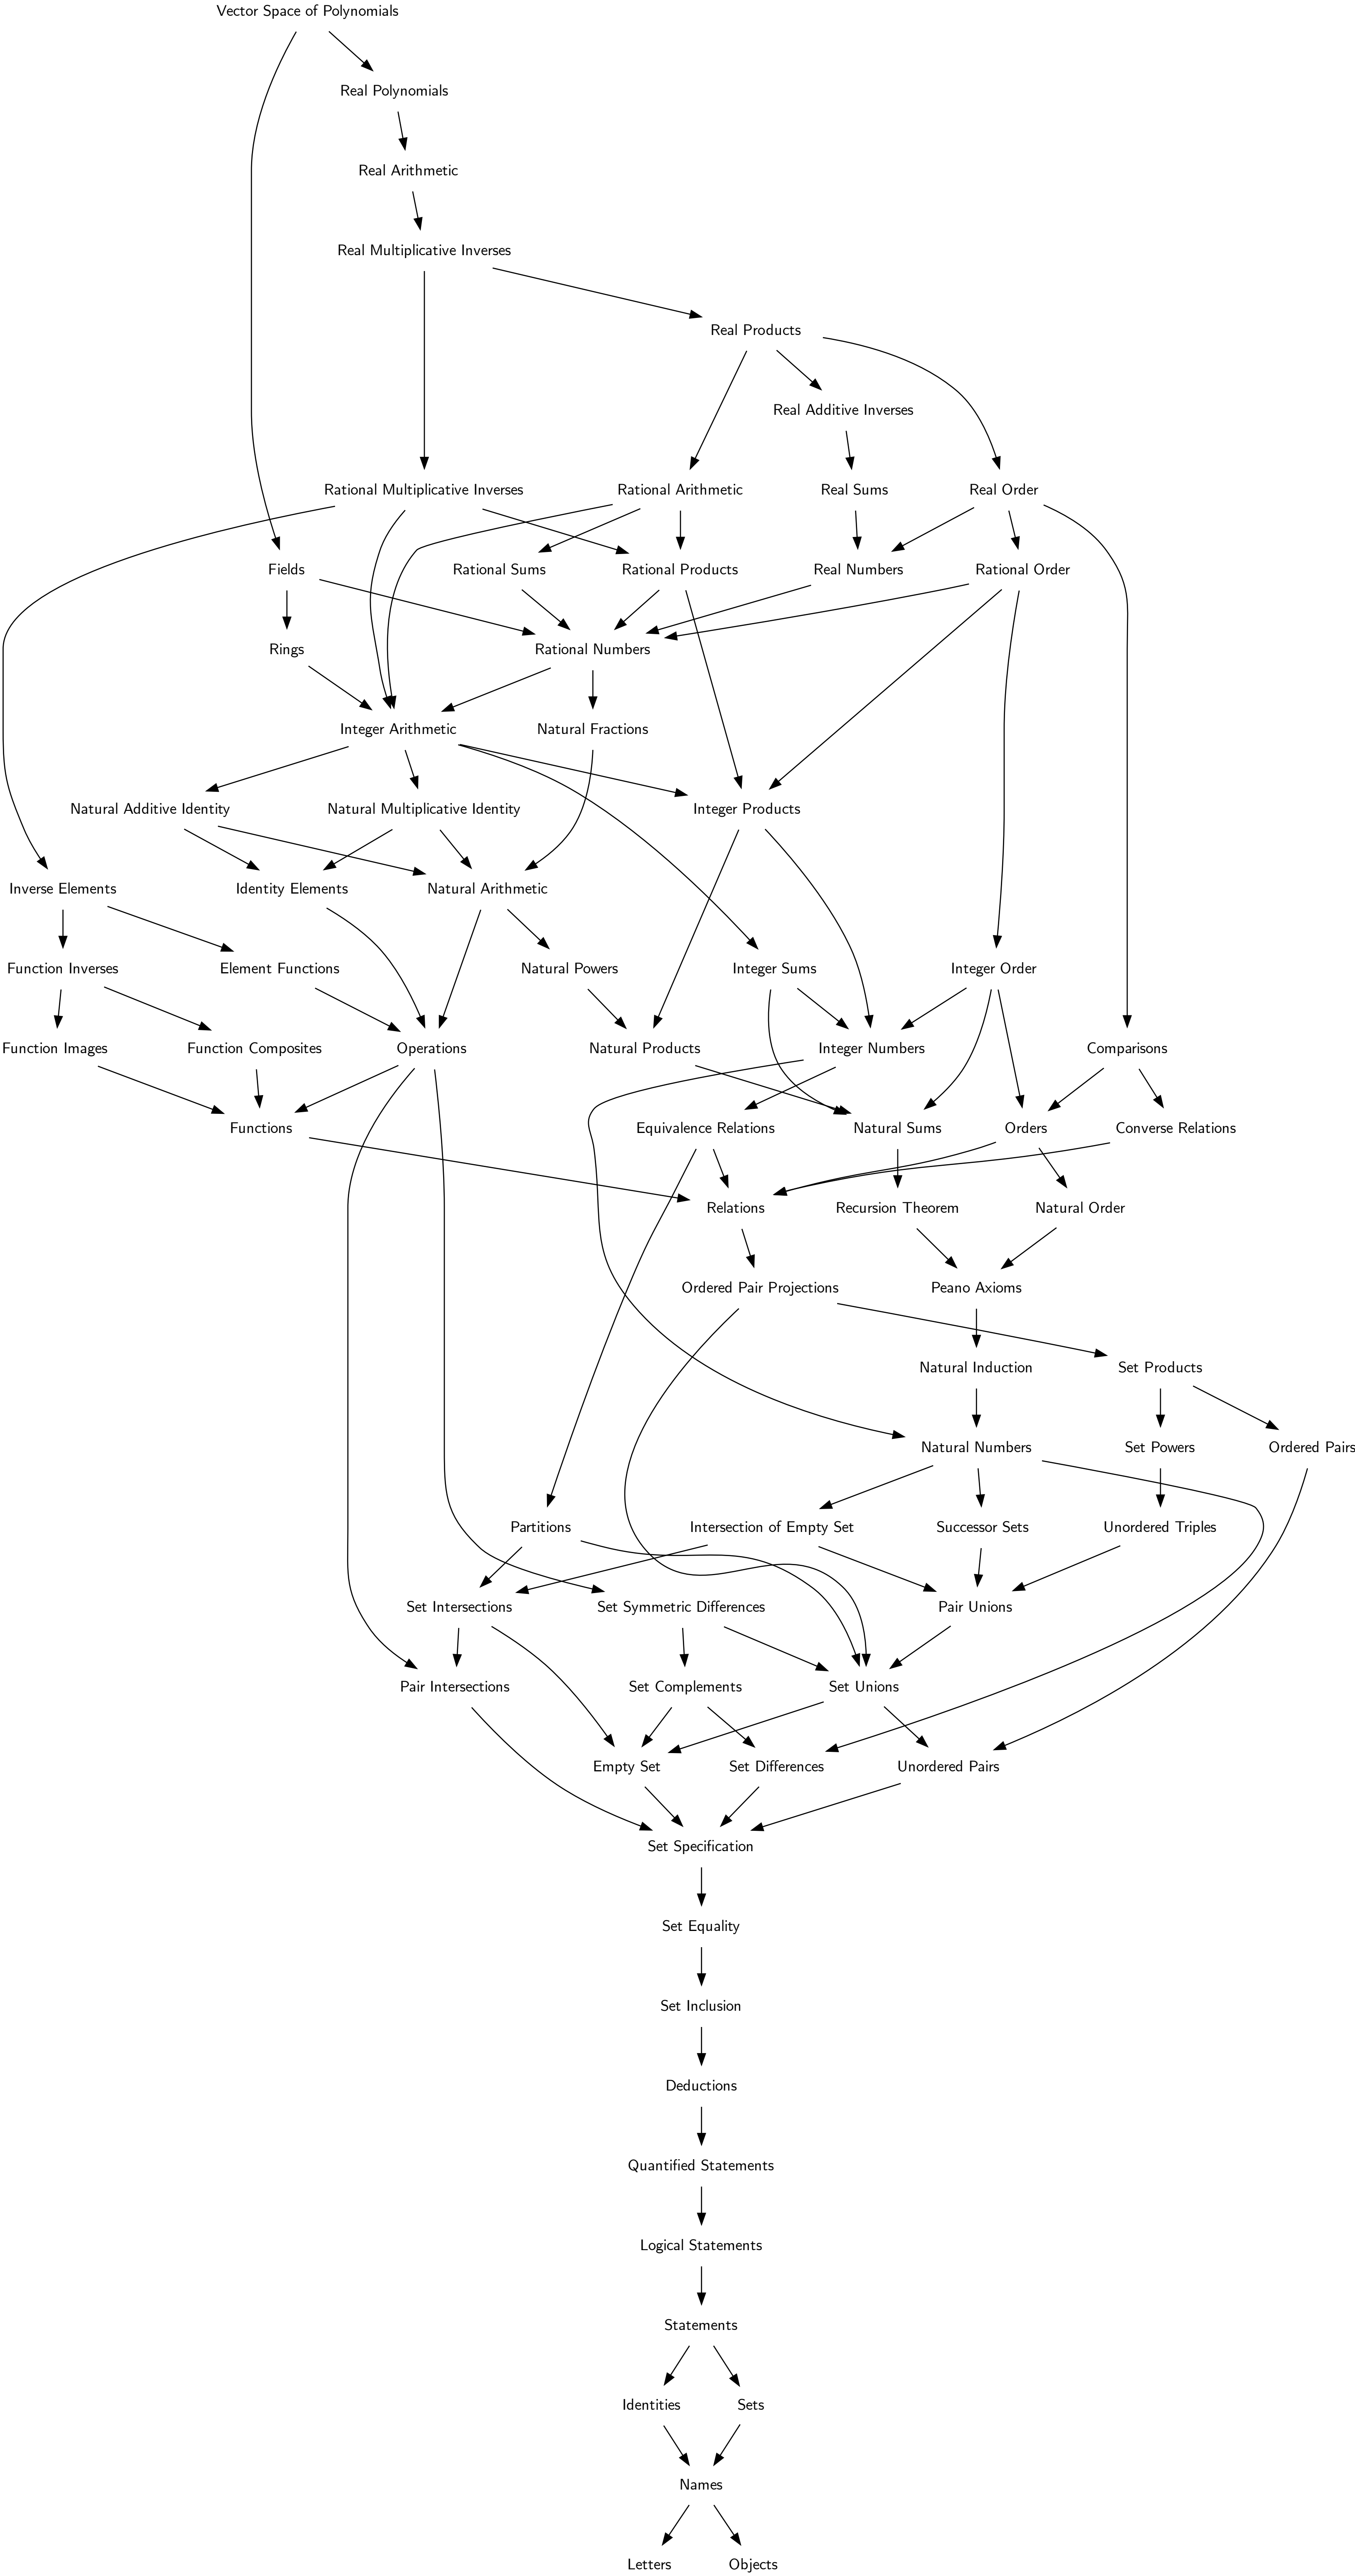 Vector Space of Polynomials
Real Polynomials
Real Arithmetic
Real Multiplicative Inverses
Real Products
Real Additive Inverses
Rational Multiplicative Inverses
Rational Arithmetic
Real Sums
Real Order
Fields
Rational Sums
Rational Products
Real Numbers
Rational Order
Rings
Rational Numbers
Integer Arithmetic
Natural Fractions
Natural Additive Identity
Natural Multiplicative Identity
Integer Products
Inverse Elements
Identity Elements
Natural Arithmetic
Function Inverses
Element Functions
Natural Powers
Integer Sums
Integer Order
Function Images
Function Composites
Operations
Natural Products
Integer Numbers
Comparisons
Functions
Equivalence Relations
Natural Sums
Orders
Converse Relations
Relations
Recursion Theorem
Natural Order
Ordered Pair Projections
Peano Axioms
Natural Induction
Set Products
Natural Numbers
Set Powers
Ordered Pairs
Partitions
Intersection of Empty Set
Successor Sets
Unordered Triples
Set Intersections
Set Symmetric Differences
Pair Unions
Pair Intersections
Set Complements
Set Unions
Empty Set
Set Differences
Unordered Pairs
Set Specification
Set Equality
Set Inclusion
Deductions
Quantified Statements
Logical Statements
Statements
Identities
Sets
Names
Letters
Objects